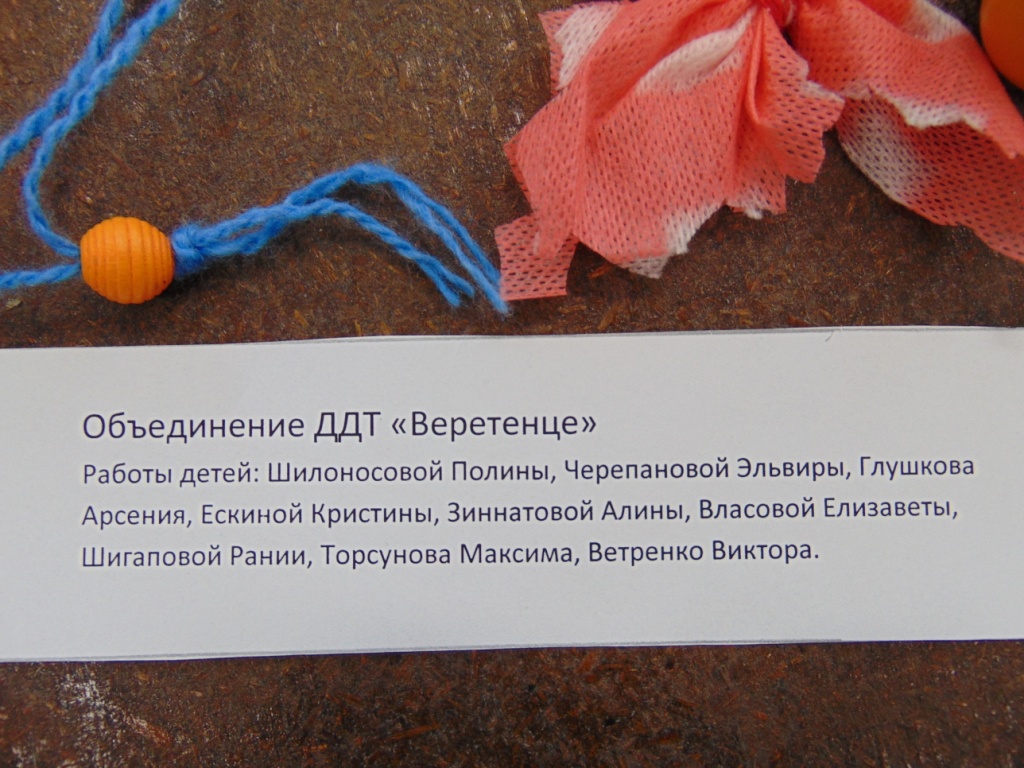 Объединение ДДТ «Веретенце»
Работы детей: Шилоносовой Полины, Черепановой Эльвиры, Глушкова
Арсения, Ескиной Кристины, Зиннатовой Алины, Власовой Елизаветы,
Шигаповой Рании, Торсунова Максима, Ветренко Виктора.